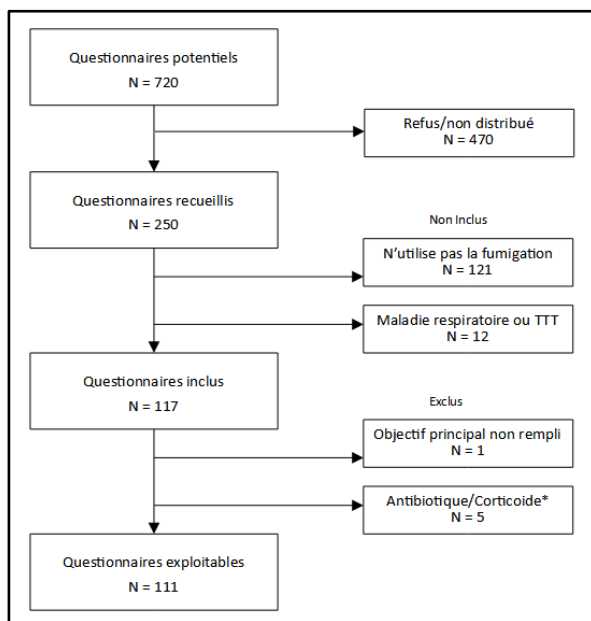 Questionnaires potentiels
N = 720
Refus/non distribué
N = 470
Questionnaires recueillis
N = 250
Non Inclus
N'utilise pas la fumigation
N = 121
Maladie respiratoire ou TTT
N = 12
Questionnaires inclus
N = 117
Exclus
Objectif principal non rempli
N = 1
Antibiotique/Corticoide*
N = 5
Questionnaires exploitables
N = 111